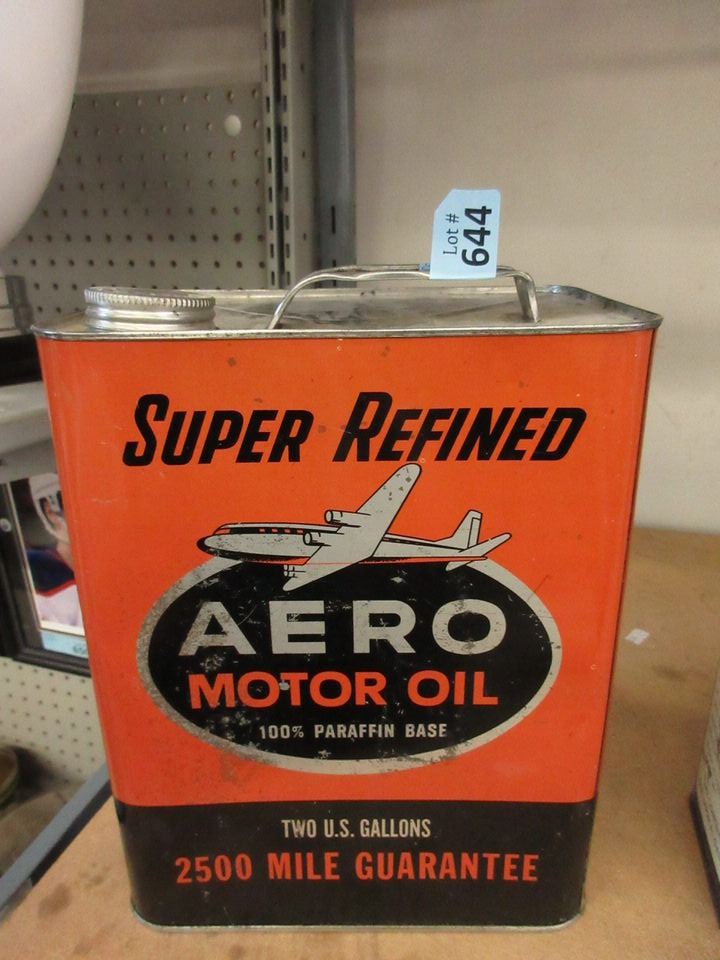 Lot #
644
SUPER REFINED
AERO
MOTOR OIL
100% PARAFFIN BASE
TWO U.S. GALLONS
2500 MILE GUARANTEE